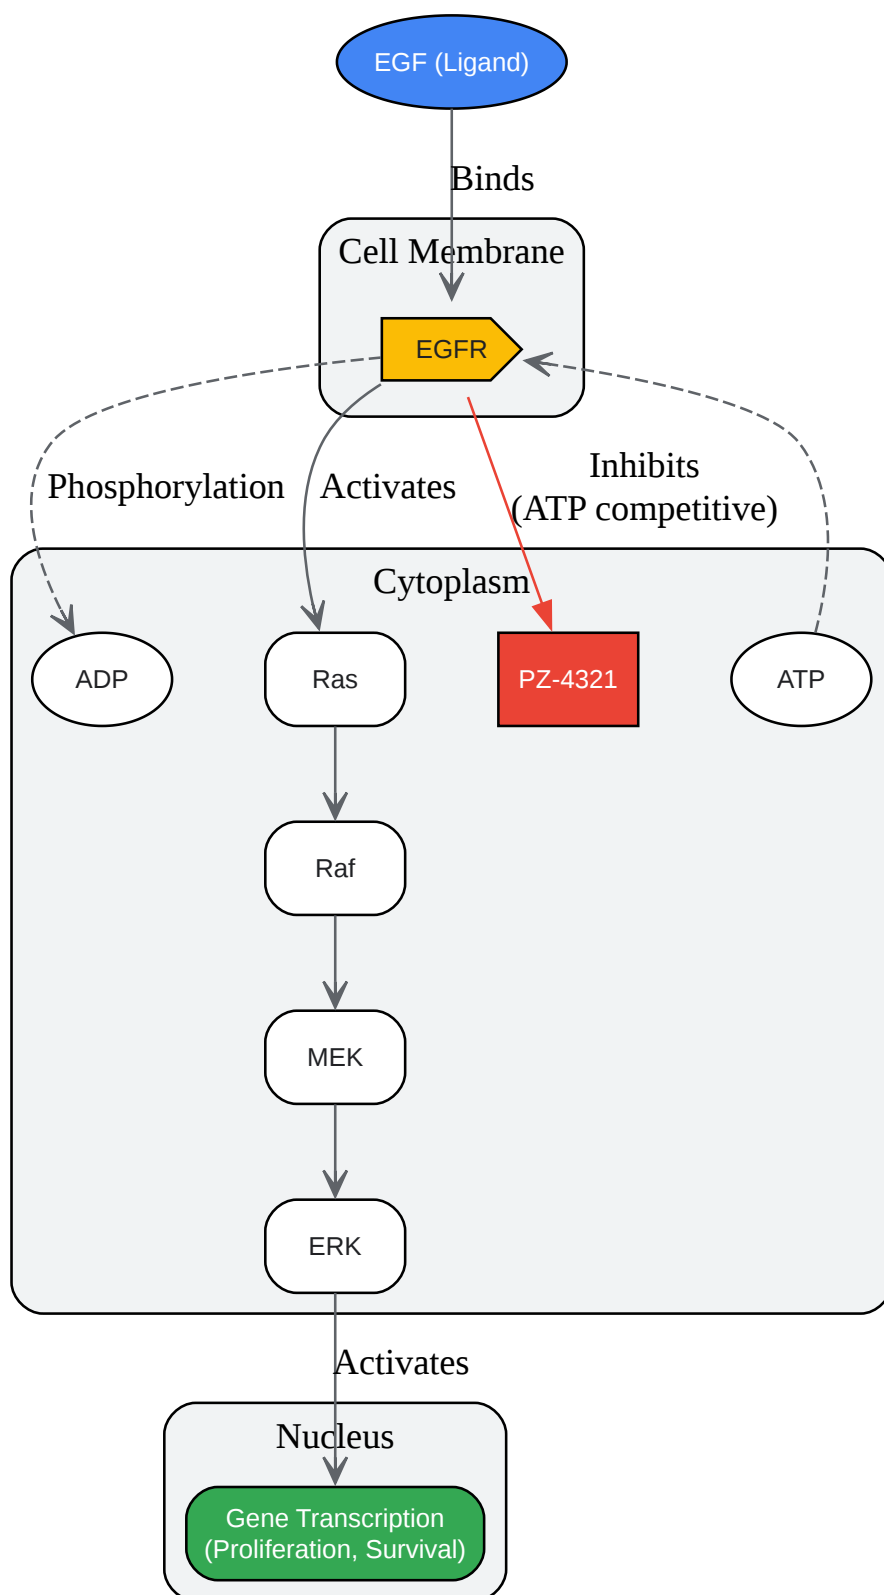 EGF (Ligand)
Binds
Cell Membrane
EGFR
Phosphorylation
Activates
Inhibits
(ATP competitive)
Cytoplasm
ADP
Ras
PZ-4321
ATP
Raf
MEK
ERK
Activates
Nucleus
Gene Transcription
(Proliferation, Survival)